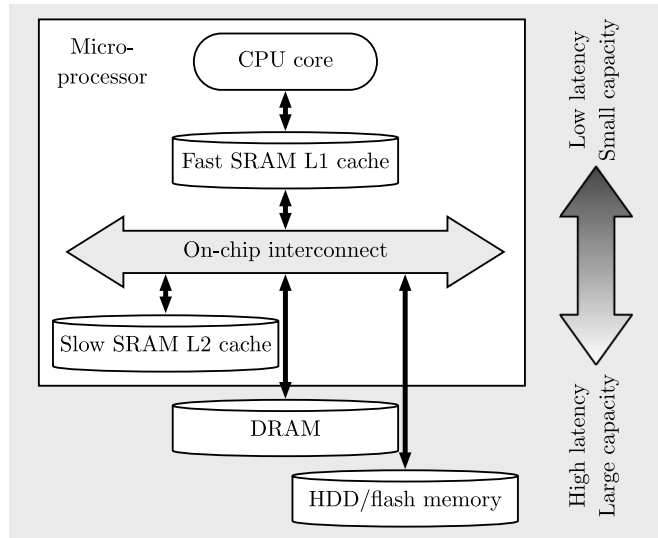 Micro-
processor
CPU core
Fast SRAM L1 cache
On-chip interconnect
Slow SRAM L2 cache
DRAM
HDD/flash memory
Low latency
Small capacity
High latency
Large capacity